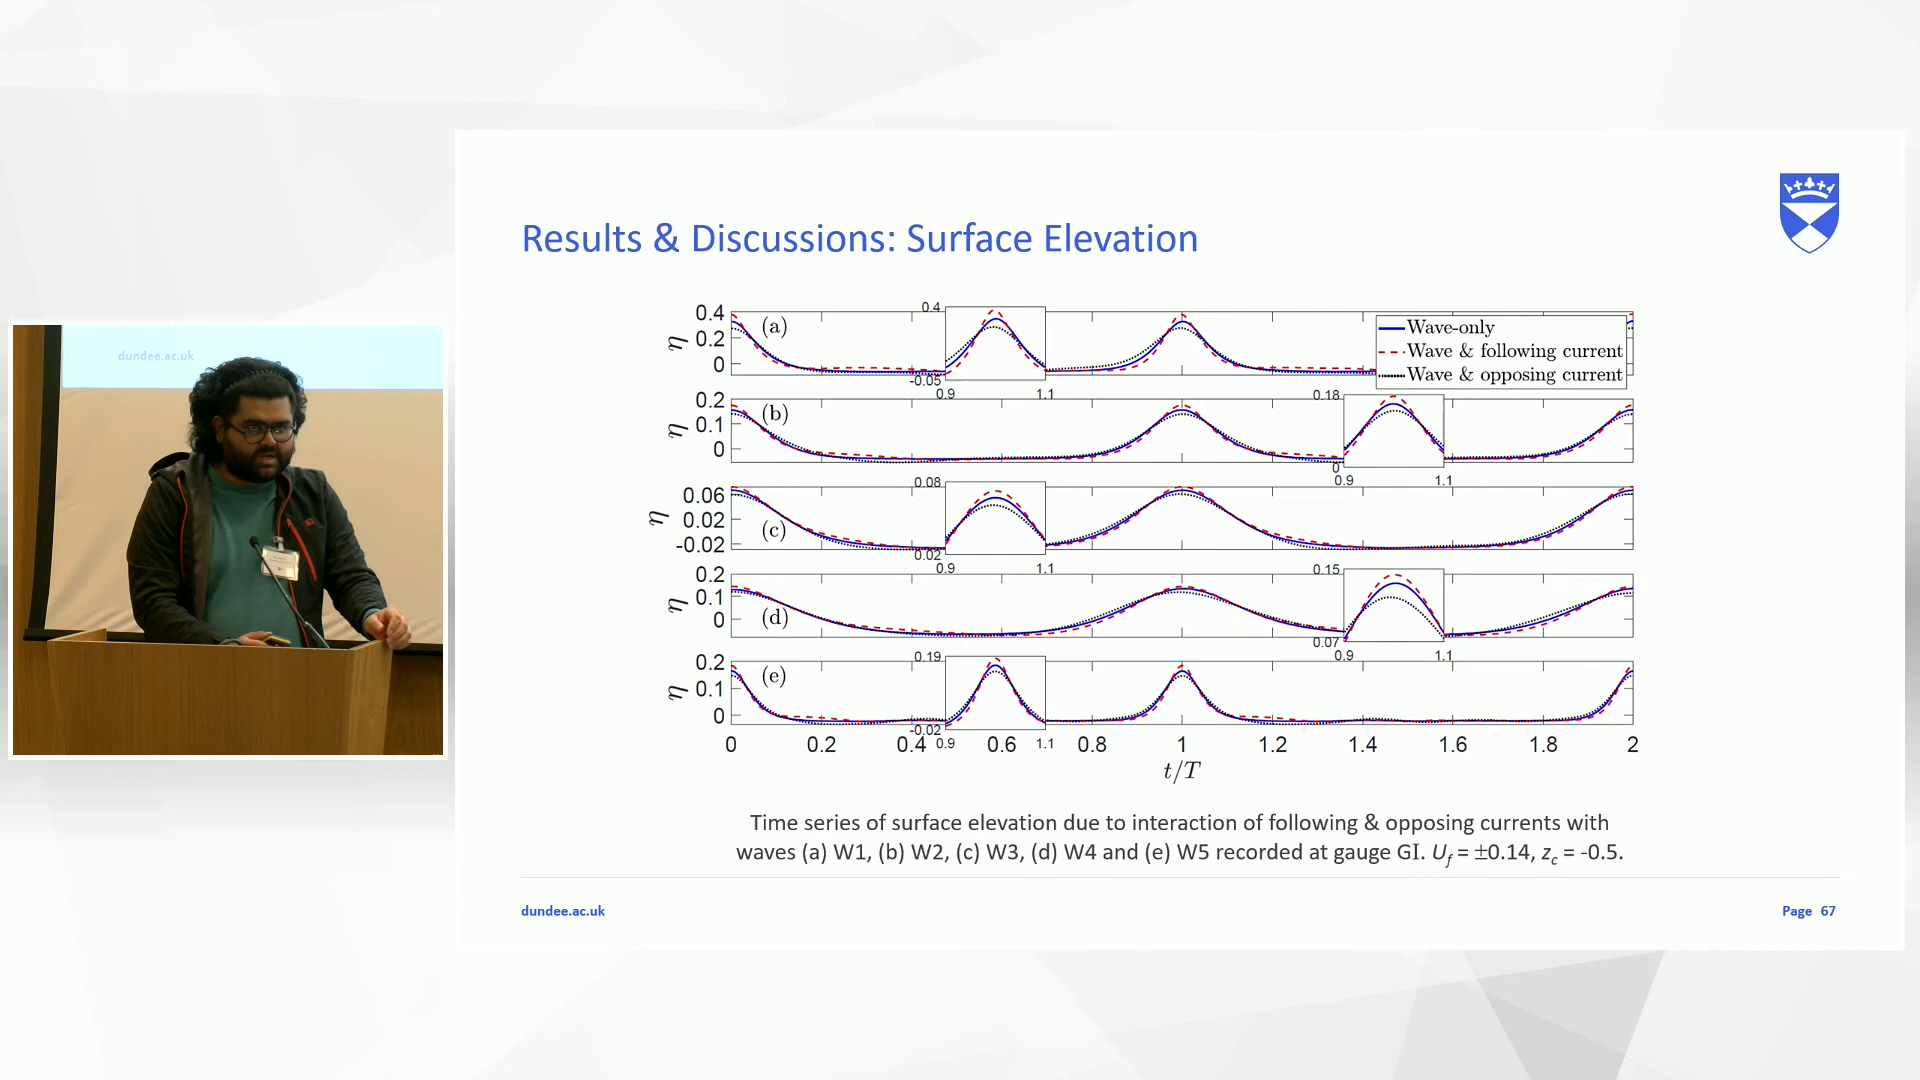 dundee.ac.uk
Results & Discussions: Surface Elevation
0.4
0.2
0
η
(a)
0.4
-0.05
0.9
1.1
Wave-only
Wave & following current
Wave & opposing current
0.2
0.1
0
η
(b)
0.18
0
0.9
1.1
0.06
0.02
-0.02
η
(c)
0.08
0.02
0.9
1.1
0.2
0.1
0
η
(d)
0.15
0.07
0.9
1.1
0.2
0.1
0
η
(e)
0.19
-0.02
0.9
1.1
0 0.2 0.4 0.6 0.8 1 1.2 1.4 1.6 1.8 2
t/T
Time series of surface elevation due to interaction of following & opposing currents with
waves (a) W1, (b) W2, (c) W3, (d) W4 and (e) W5 recorded at gauge GI. Uf = ±0.14, zc = -0.5.
dundee.ac.uk
Page 67